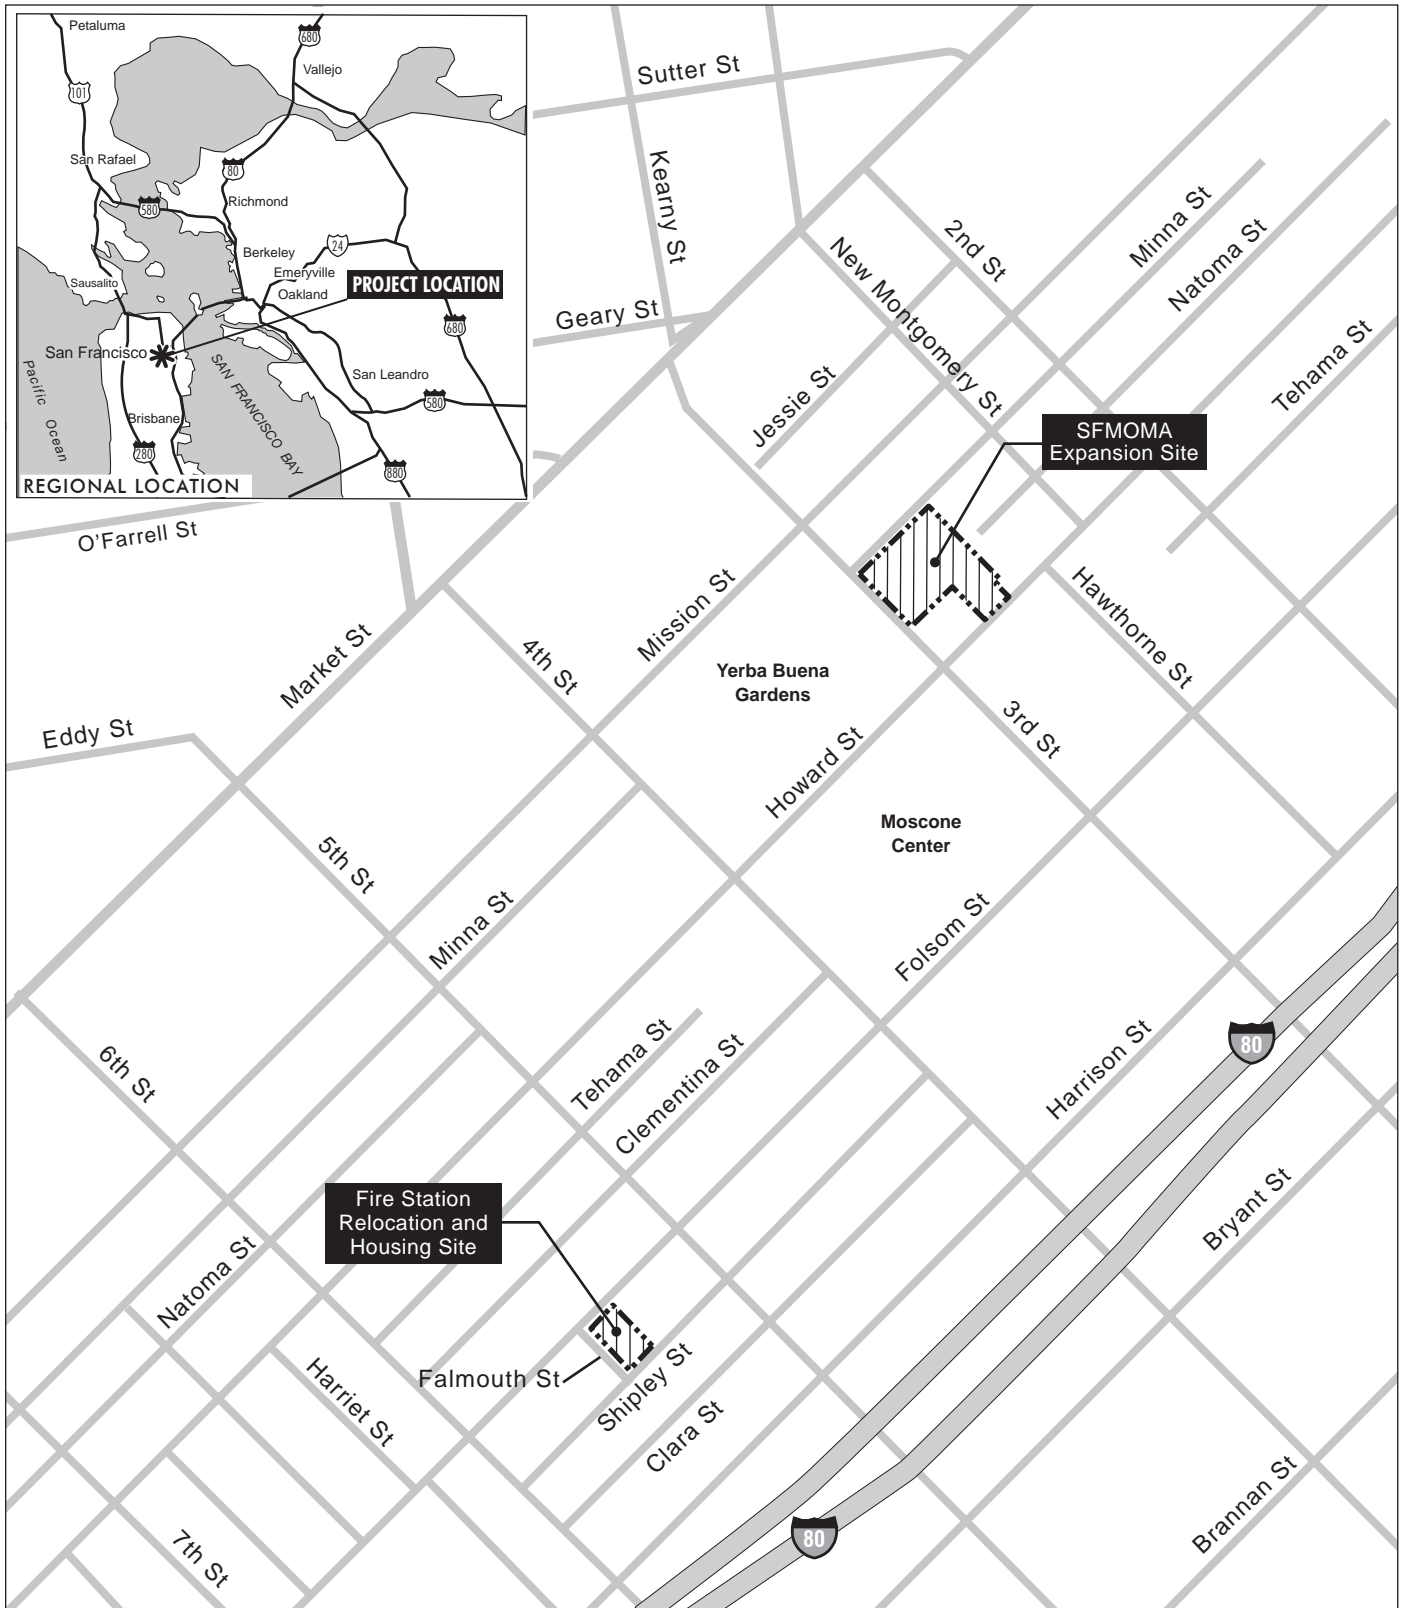 Petaluma
680
Vallejo
101
San Rafael
80
580
Richmond
Berkeley
24
Emeryville
Oakland
PROJECT LOCATION
Sausalito
680
San Francisco
Pacific Ocean
SAN FRANCISCO BAY
San Leandro
580
Brisbane
280
880
REGIONAL LOCATION
Sutter St
Kearny St
Geary St
2nd St
Minna St
Natoma St
New Montgomery St
Tehama St
Jessie St
SFMOMA
Expansion Site
O'Farrell St
Market St
4th St
Mission St
Hawthorne St
Yerba Buena
Gardens
3rd St
Eddy St
Howard St
Moscone
Center
5th St
Minna St
Folsom St
6th St
Tehama St
Clementina St
Harrison St
80
Fire Station
Relocation and
Housing Site
Bryant St
Natoma St
Falmouth St
Harriet St
Shipley St
Clara St
7th St
80
Brannan St